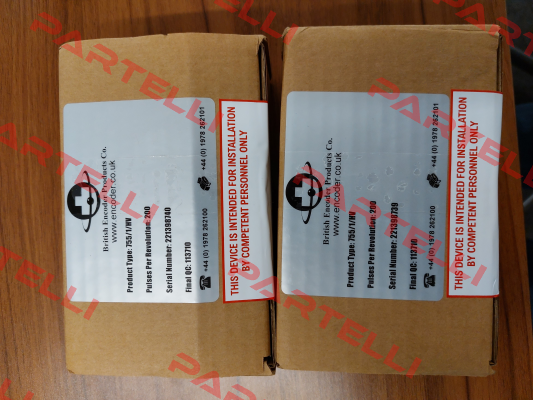 British Encoder Products Co.
www.encoder.co.uk
Product Type: 755/1/NV
Pulses Per Revolution: 200
Serial Number: 221398740
Final QC: 113710
+44 (0) 1978 262100
+44 (0) 1978 262101
THIS DEVICE IS INTENDED FOR INSTALLATION
BY COMPETENT PERSONNEL ONLY
British Encoder Products Co.
www.encoder.co.uk
Product Type: 755/1/NV
Pulses Per Revolution: 200
Serial Number: 221398739
Final QC: 113710
+44 (0) 1978 262100
+44 (0) 1978 262101
THIS DEVICE IS INTENDED FOR INSTALLATION
BY COMPETENT PERSONNEL ONLY
PARTELLI
PARTELLI
PARTELLI
PARTELLI